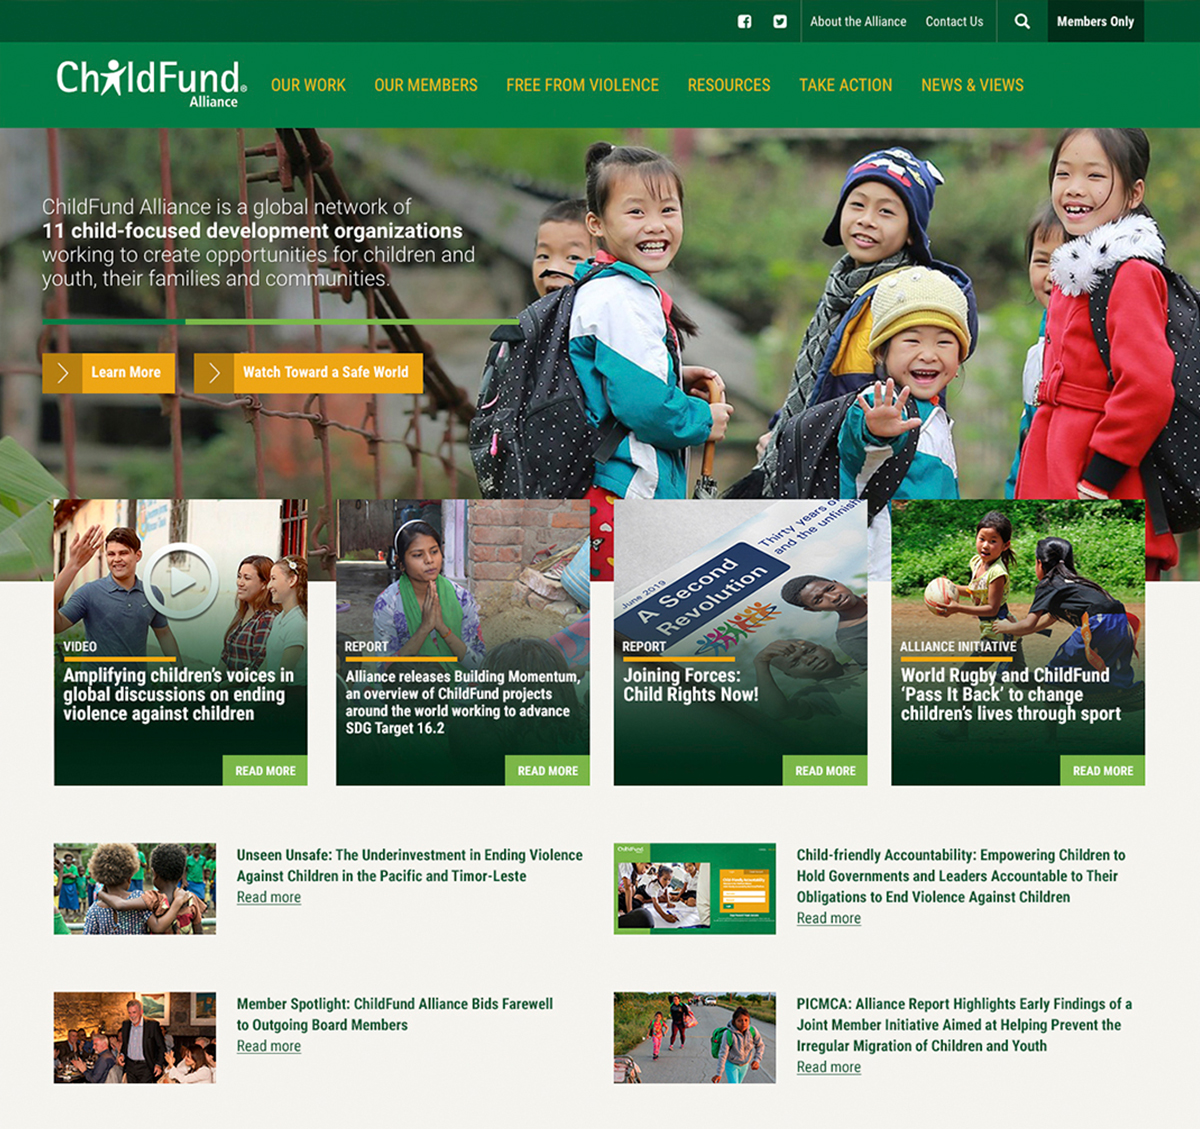 About the Alliance
Contact Us
Members Only
ChildFund®
Alliance
OUR WORK
OUR MEMBERS
FREE FROM VIOLENCE
RESOURCES
TAKE ACTION
NEWS & VIEWS
ChildFund Alliance is a global network of
11 child-focused development organizations
working to create opportunities for children and
youth, their families and communities.
Learn More
Watch Toward a Safe World
VIDEO
Amplifying children's voices in
global discussions on ending
violence against children
READ MORE
REPORT
Alliance releases Building Momentum,
an overview of ChildFund projects
around the world working to advance
SDG Target 16.2
READ MORE
Thirty years of
and the unfinish
June 2019
A Second
Revolution
REPORT
Joining Forces:
Child Rights Now!
READ MORE
ALLIANCE INITIATIVE
World Rugby and ChildFund
‘Pass It Back’ to change
children's lives through sport
READ MORE
Unseen Unsafe: The Underinvestment in Ending Violence
Against Children in the Pacific and Timor-Leste
Read more
ChildFund
Child-friendly Accountability: Empowering Children to
Hold Governments and Leaders Accountable to Their
Obligations to End Violence Against Children
Read more
Member Spotlight: ChildFund Alliance Bids Farewell
to Outgoing Board Members
Read more
PICMCA: Alliance Report Highlights Early Findings of a
Joint Member Initiative Aimed at Helping Prevent the
Irregular Migration of Children and Youth
Read more